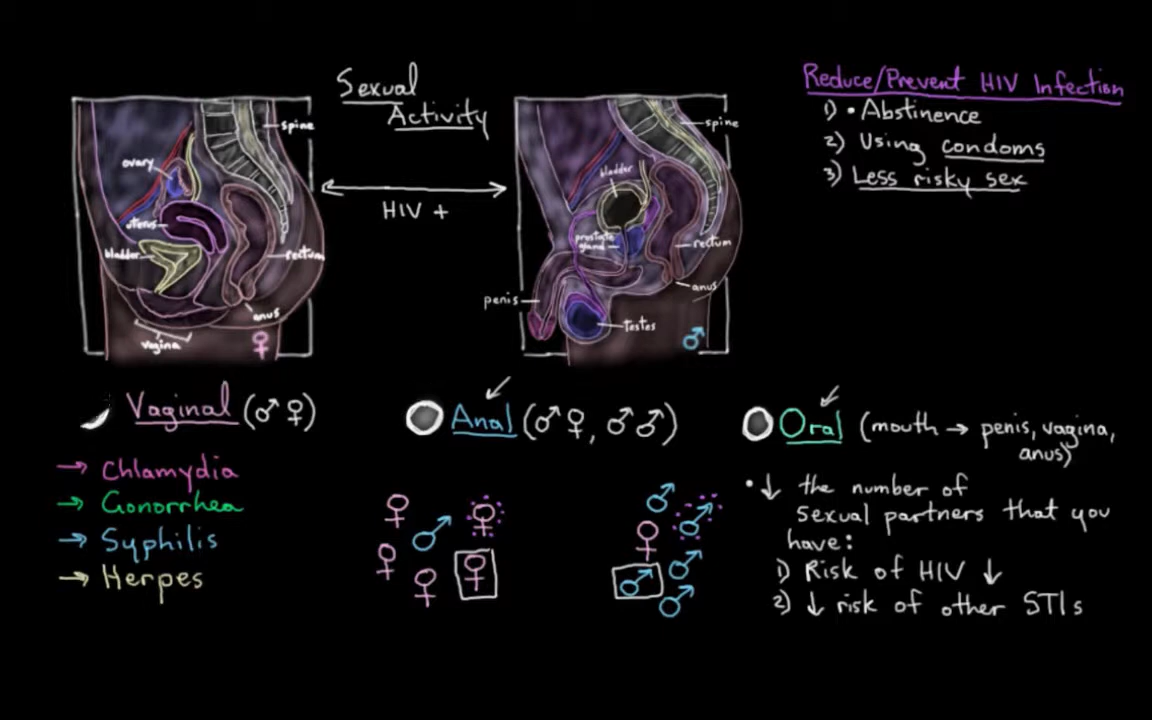 Sexual
Activity
HIV +
spine
ovary
uterus
bladder
rectum
anus
vagina
♀
spine
bladder
prostate
gland
rectum
anus
penis
testes
♂
Reduce/Prevent HIV Infection
1) • Abstinence
2) Using condoms
3) Less risky sex
Vaginal (♂ ♀)
→ Chlamydia
→ Gonorrhea
→ Syphilis
→ Herpes
Anal (♂ ♀, ♂ ♂)
Oral (mouth → penis, vagina,
anus)
• ↓ the number of
sexual partners that you
have:
1) Risk of HIV ↓
2) ↓ risk of other STIs